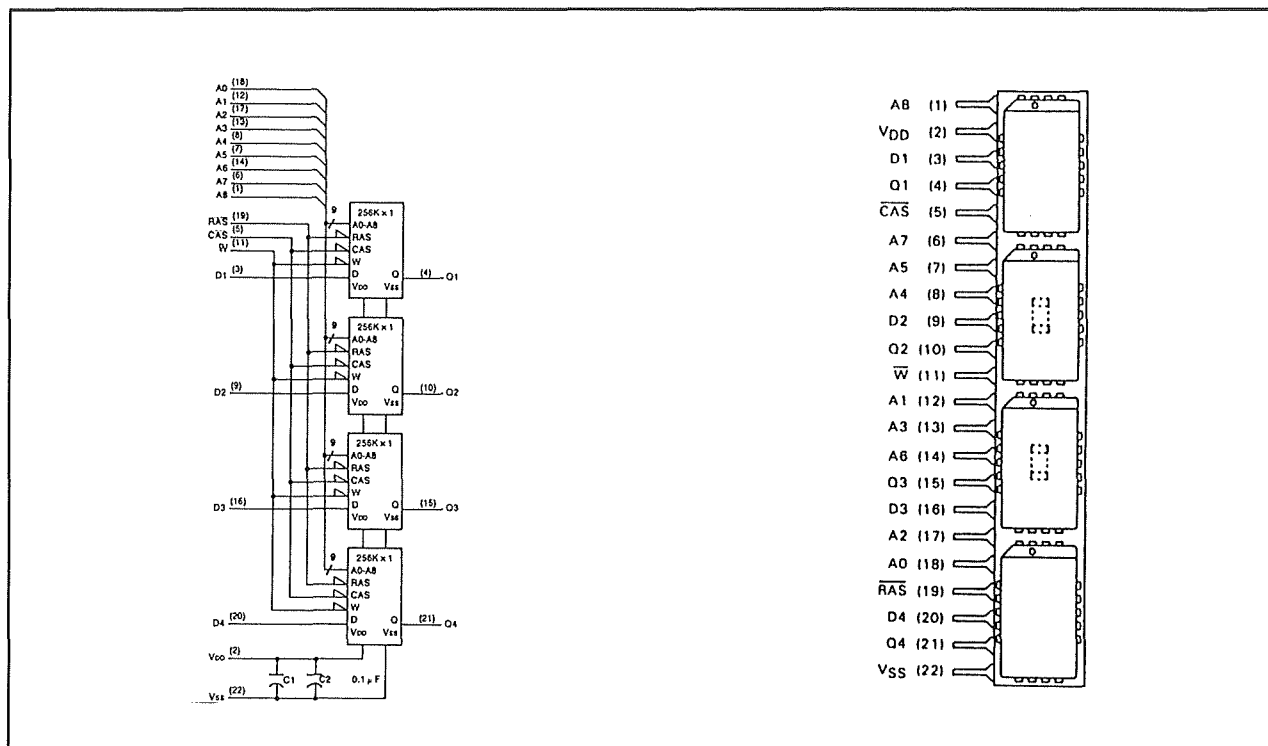 A0 (18)
A1 (12)
A2 (17)
A3 (13)
A4 (8)
A5 (7)
A6 (14)
A7 (6)
A8 (1)
RAS (19)
CAS (5)
W (11)
D1 (3)
9
256K x 1
A0-A8
RAS
CAS
W
D Q
VDD VSS
(4) Q1
9
256K x 1
A0-A8
RAS
CAS
W
D2 (9)
D Q
VDD VSS
(10) Q2
9
256K x 1
A0-A8
RAS
CAS
W
D3 (16)
D Q
VDD VSS
(15) Q3
9
256K x 1
A0-A8
RAS
CAS
W
D4 (20)
D Q
VDD VSS
(21) Q4
VDD (2)
C1 C2 0.1 μF
VSS (22)
A8 (1)
VDD (2)
D1 (3)
Q1 (4)
CAS (5)
A7 (6)
A5 (7)
A4 (8)
D2 (9)
Q2 (10)
W (11)
A1 (12)
A3 (13)
A6 (14)
Q3 (15)
D3 (16)
A2 (17)
A0 (18)
RAS (19)
D4 (20)
Q4 (21)
VSS (22)